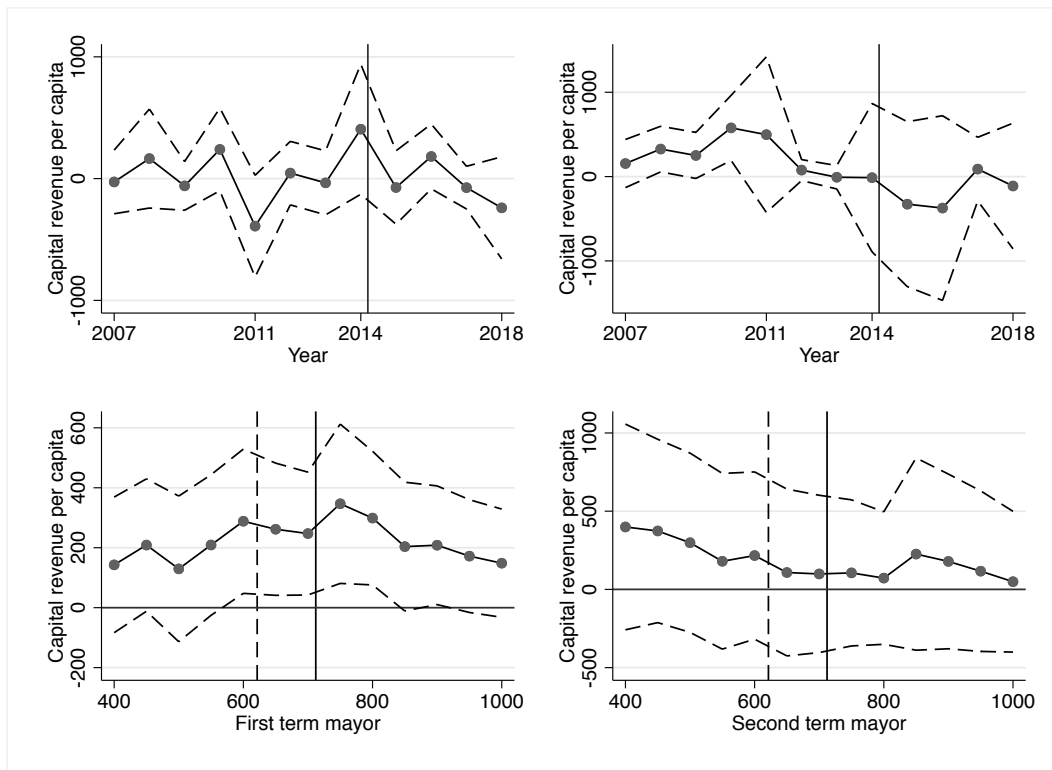 Capital revenue per capita
1000
0
-1000
2007 2011 2014 2018
Year
Capital revenue per capita
1000
0
-1000
2007 2011 2014 2018
Year
Capital revenue per capita
600
400
200
0
-200
400 600 800 1000
First term mayor
Capital revenue per capita
1000
500
0
-500
400 600 800 1000
Second term mayor